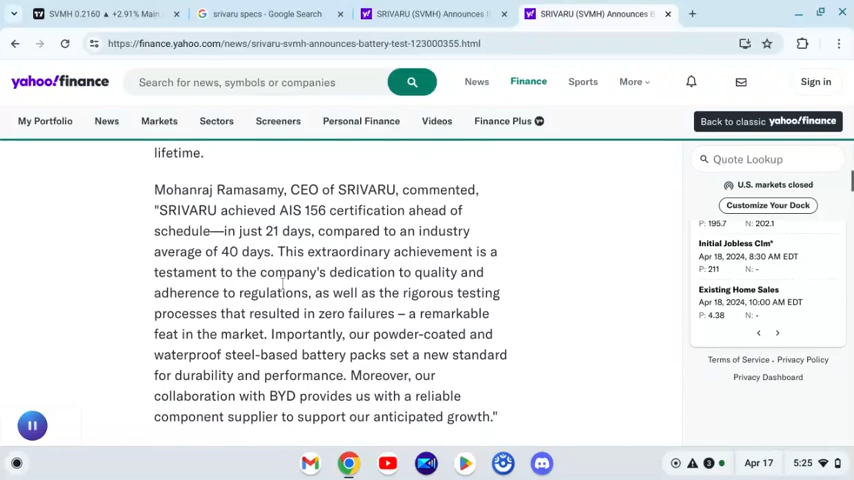 SVMH 0.2160 ▲ +2.91% Main
srivaru specs - Google Search
SRIVARU (SVMH) Announces
SRIVARU (SVMH) Announces B
https://finance.yahoo.com/news/srivaru-svmh-announces-battery-test-123000355.html
yahoo!finance
Search for news, symbols or companies
News
Finance
Sports
More
Sign in
My Portfolio
News
Markets
Sectors
Screeners
Personal Finance
Videos
Finance Plus
Back to classic yahoo!finance
lifetime.
Mohanraj Ramasamy, CEO of SRIVARU, commented,
"SRIVARU achieved AIS 156 certification ahead of
schedule—in just 21 days, compared to an industry
average of 40 days. This extraordinary achievement is a
testament to the company's dedication to quality and
adherence to regulations, as well as the rigorous testing
processes that resulted in zero failures – a remarkable
feat in the market. Importantly, our powder-coated and
waterproof steel-based battery packs set a new standard
for durability and performance. Moreover, our
collaboration with BYD provides us with a reliable
component supplier to support our anticipated growth."
Quote Lookup
U.S. markets closed
Customize Your Dock
P: 195.7 N: 202.1
Initial Jobless Clm*
Apr 18, 2024, 8:30 AM EDT
P: 211 N: -
Existing Home Sales
Apr 18, 2024, 10:00 AM EDT
P: 4.38 N: -
Terms of Service • Privacy Policy
Privacy Dashboard
3
Apr 17
5:25